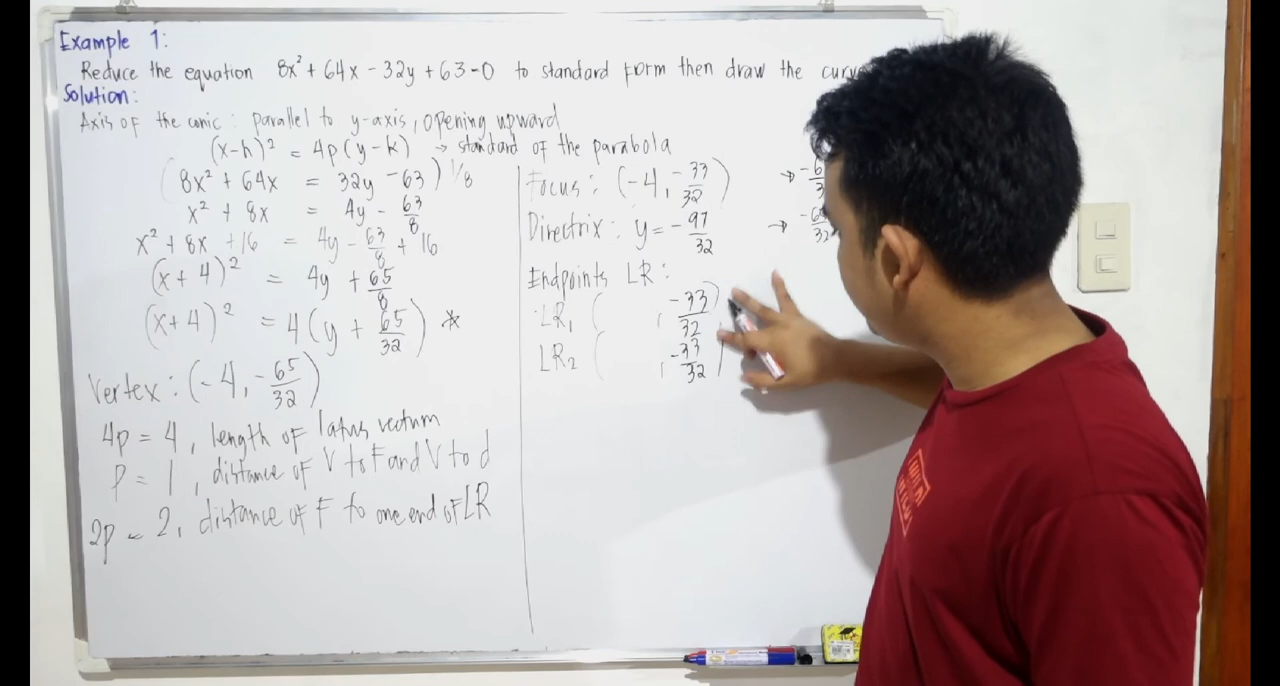 Example 1:
Reduce the equation 8x² + 64x - 32y + 63 = 0 to standard form then draw the curve
Solution:
Axis of the conic: parallel to y-axis, opening upward
(x-h)² = 4p(y-k) → standard of the parabola
(8x² + 64x = 32y - 63) 1/8
x² + 8x = 4y - 63/8
x² + 8x + 16 = 4y - 63/8 + 16
(x + 4)² = 4y + 65/8
(x + 4)² = 4(y + 65/32) *
Vertex: (-4, -65/32)
4p = 4, length of latus rectum
p = 1, distance of V to F and V to d
2p = 2, distance of F to one end of LR
Focus: (-4, -33/32)
Directrix: y = -97/32
Endpoints LR:
LR₁ ( , -33/32)
LR₂ ( , -33/32)